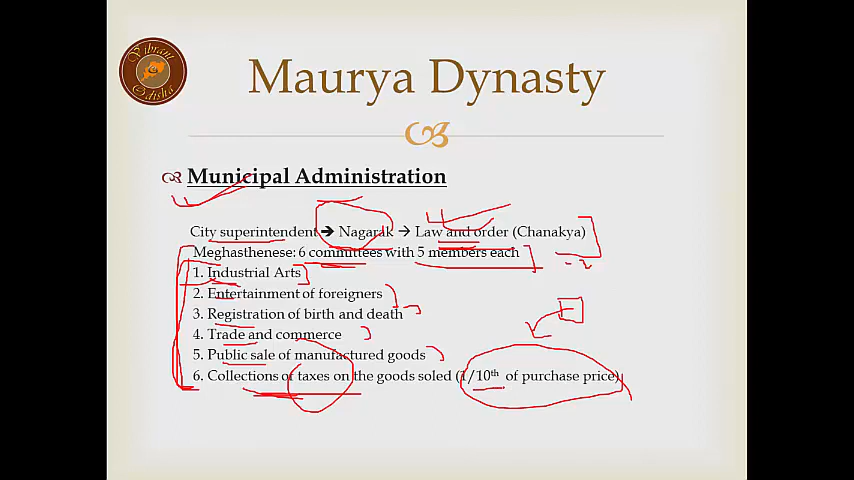 Vibrant
Odisha
Maurya Dynasty
Municipal Administration
City superintendent → Nagarak → Law and order (Chanakya)
Meghasthenese: 6 committees with 5 members each
1. Industrial Arts
2. Entertainment of foreigners
3. Registration of birth and death
4. Trade and commerce
5. Public sale of manufactured goods
6. Collections of taxes on the goods soled (1/10th of purchase price)